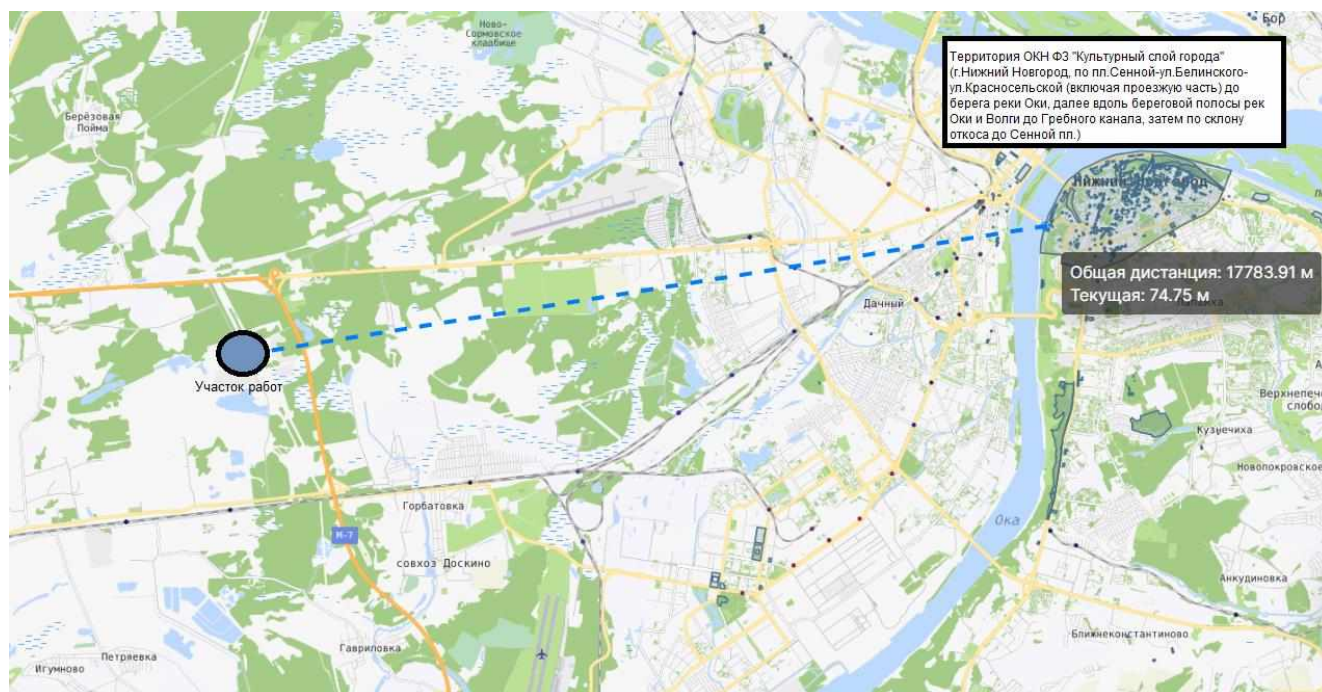 Ново-
Сормовское
кладбище
Бор
Территория ОКН ФЗ "Культурный слой города"
(г.Нижний Новгород, по пл.Сенной-ул.Белинского-
ул.Красносельской (включая проезжую часть) до
берега реки Оки, далее вдоль береговой полосы рек
Оки и Волги до Гребного канала, затем по склону
откоса до Сенной пл.)
Берёзовая
Пойма
Нижний Новгород
Общая дистанция: 17783.91 м
Текущая: 74.75 м
Дачный
Участок работ
Верхнепече
слобод
Кузнечиха
Новопокровское
Горбатовка
Ока
М-7
совхоз Доскино
Анкудиновка
Ближнеконстантиново
Гавриловка
Петряевка
Игумново